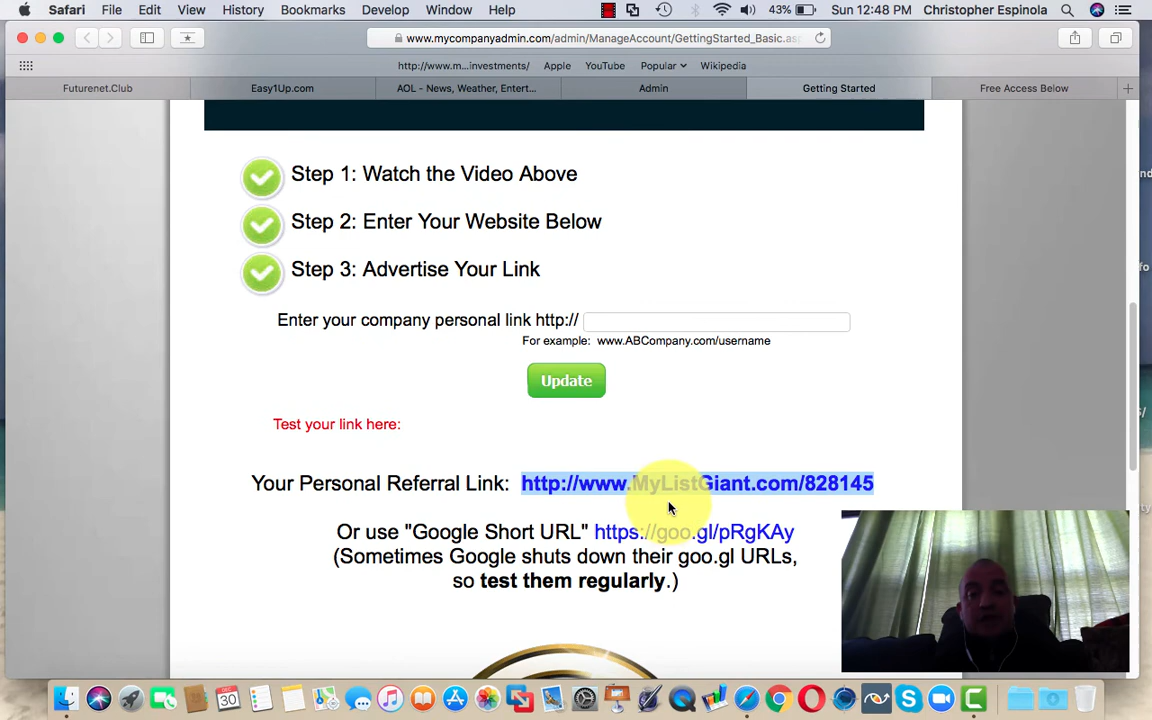 Safari File Edit View History Bookmarks Develop Window Help 43% Sun 12:48 PM Christopher Espinola
www.mycompanyadmin.com/admin/ManageAccount/GettingStarted_Basic.as
http://www.m...investments/ Apple YouTube Popular Wikipedia
Futurenet.Club Easy1Up.com AOL - News, Weather, Entert... Admin Getting Started Free Access Below
Step 1: Watch the Video Above
Step 2: Enter Your Website Below
Step 3: Advertise Your Link
Enter your company personal link http://
For example: www.ABCompany.com/username
Update
Test your link here:
Your Personal Referral Link: http://www.MyListGiant.com/828145
Or use "Google Short URL" https://goo.gl/pRgKAy
(Sometimes Google shuts down their goo.gl URLs,
so test them regularly.)
DEC
30